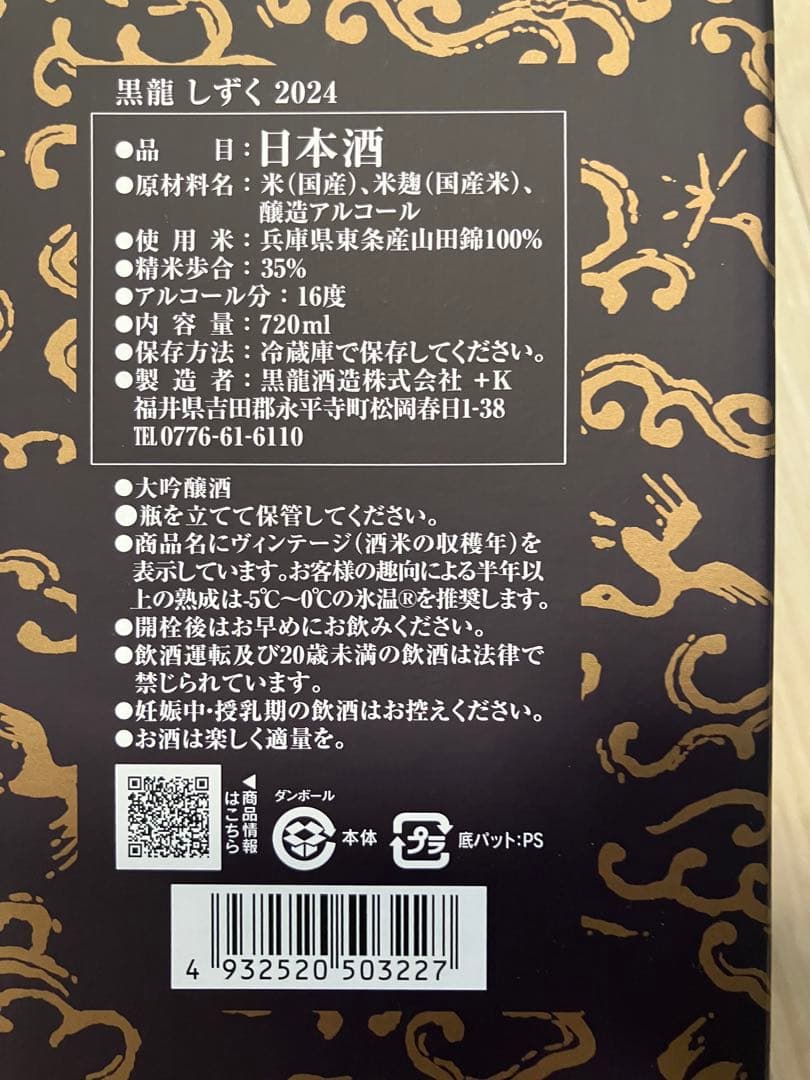 黒龍 しずく 2024
●品　目：日本酒
●原材料名：米（国産）、米麹（国産米）、
醸造アルコール
●使用米：兵庫県東条産山田錦100%
●精米歩合：35%
●アルコール分：16度
●内容量：720ml
●保存方法：冷蔵庫で保存してください。
●製造者：黒龍酒造株式会社 +K
福井県吉田郡永平寺町松岡春日1-38
℡0776-61-6110
●大吟醸酒
●瓶を立てて保管してください。
●商品名にヴィンテージ（酒米の収穫年）を
表示しています。お客様の趣向による半年以
上の熟成は-5℃～0℃の氷温®を推奨します。
●開栓後はお早めにお飲みください。
●飲酒運転及び20歳未満の飲酒は法律で
禁じられています。
●妊娠中・授乳期の飲酒はお控えください。
●お酒は楽しく適量を。
◀商品情報
はこちら
ダンボール
本体
プラ
底パット：PS
4 932520 503227